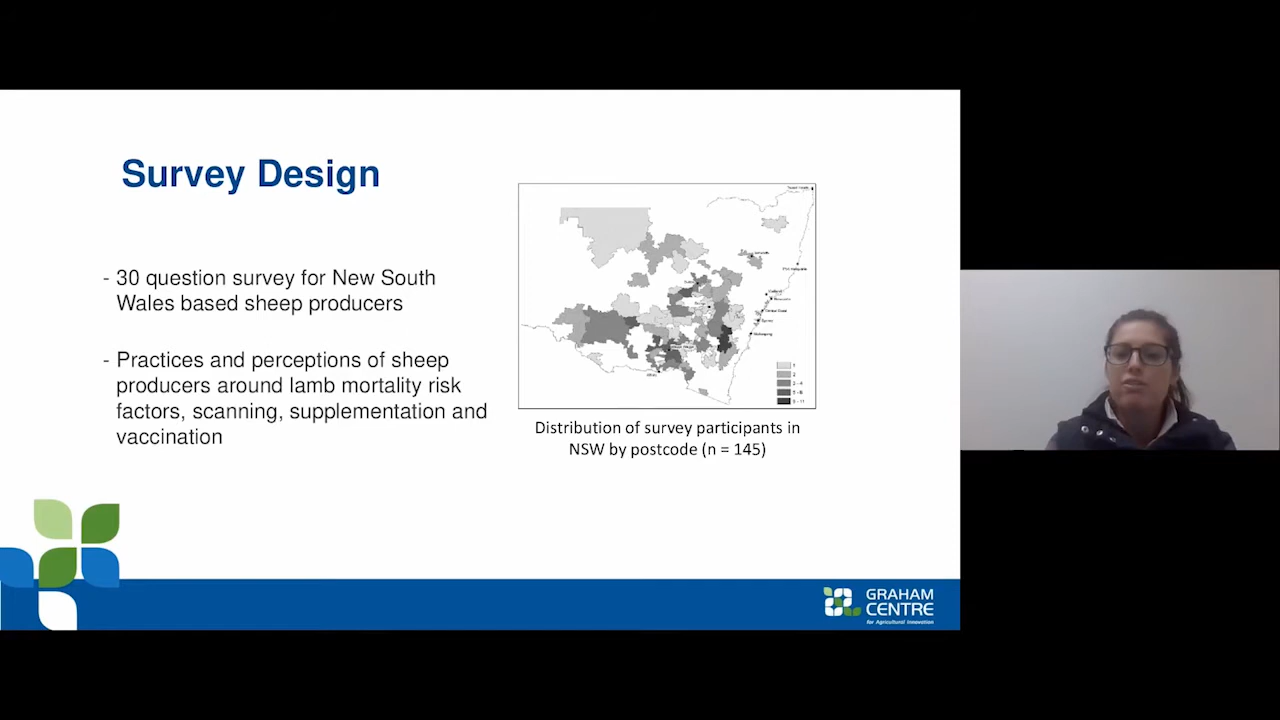 Survey Design
- 30 question survey for New South
Wales based sheep producers
- Practices and perceptions of sheep
producers around lamb mortality risk
factors, scanning, supplementation and
vaccination
Distribution of survey participants in
NSW by postcode (n = 145)
GRAHAM
CENTRE
for Agricultural Innovation